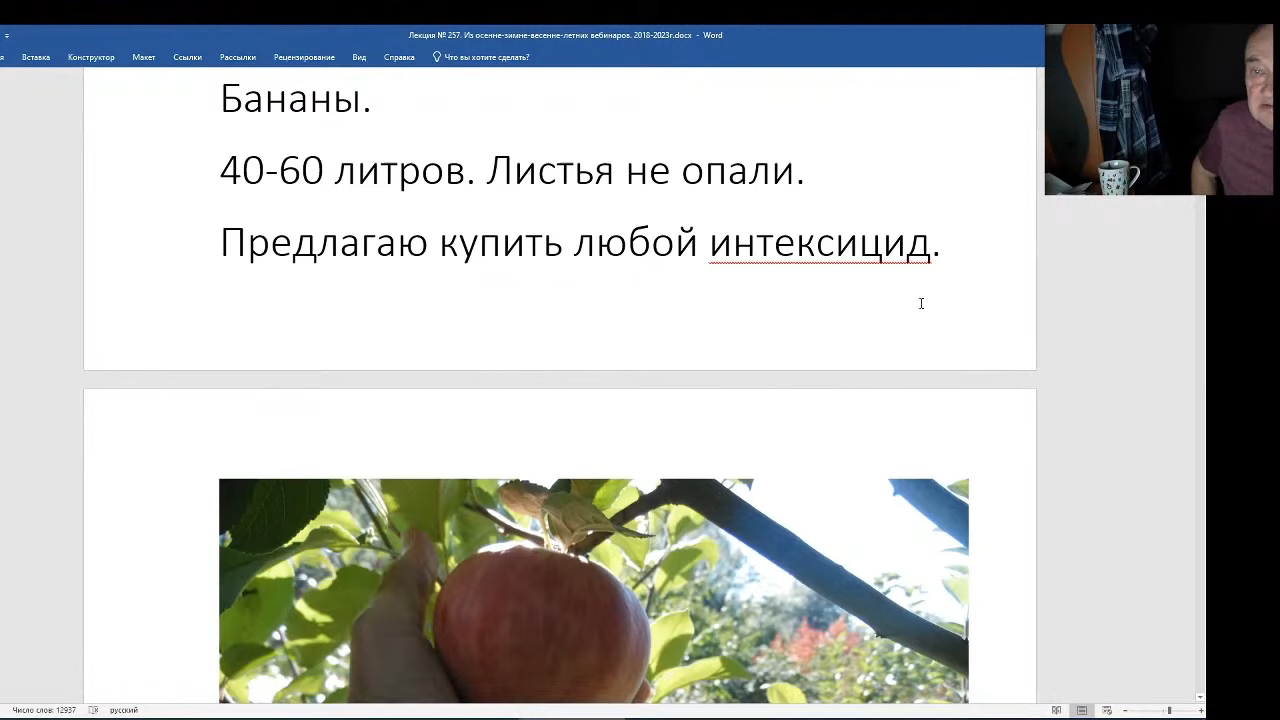 Лекция № 257. Из осенне-зимне-весенне-летних вебинаров. 2018-2023г.docx - Word
Вставка Конструктор Макет Ссылки Рассылки Рецензирование Вид Справка Что вы хотите сделать?
Бананы.
40-60 литров. Листья не опали.
Предлагаю купить любой интексицид.
Число слов: 12937 русский